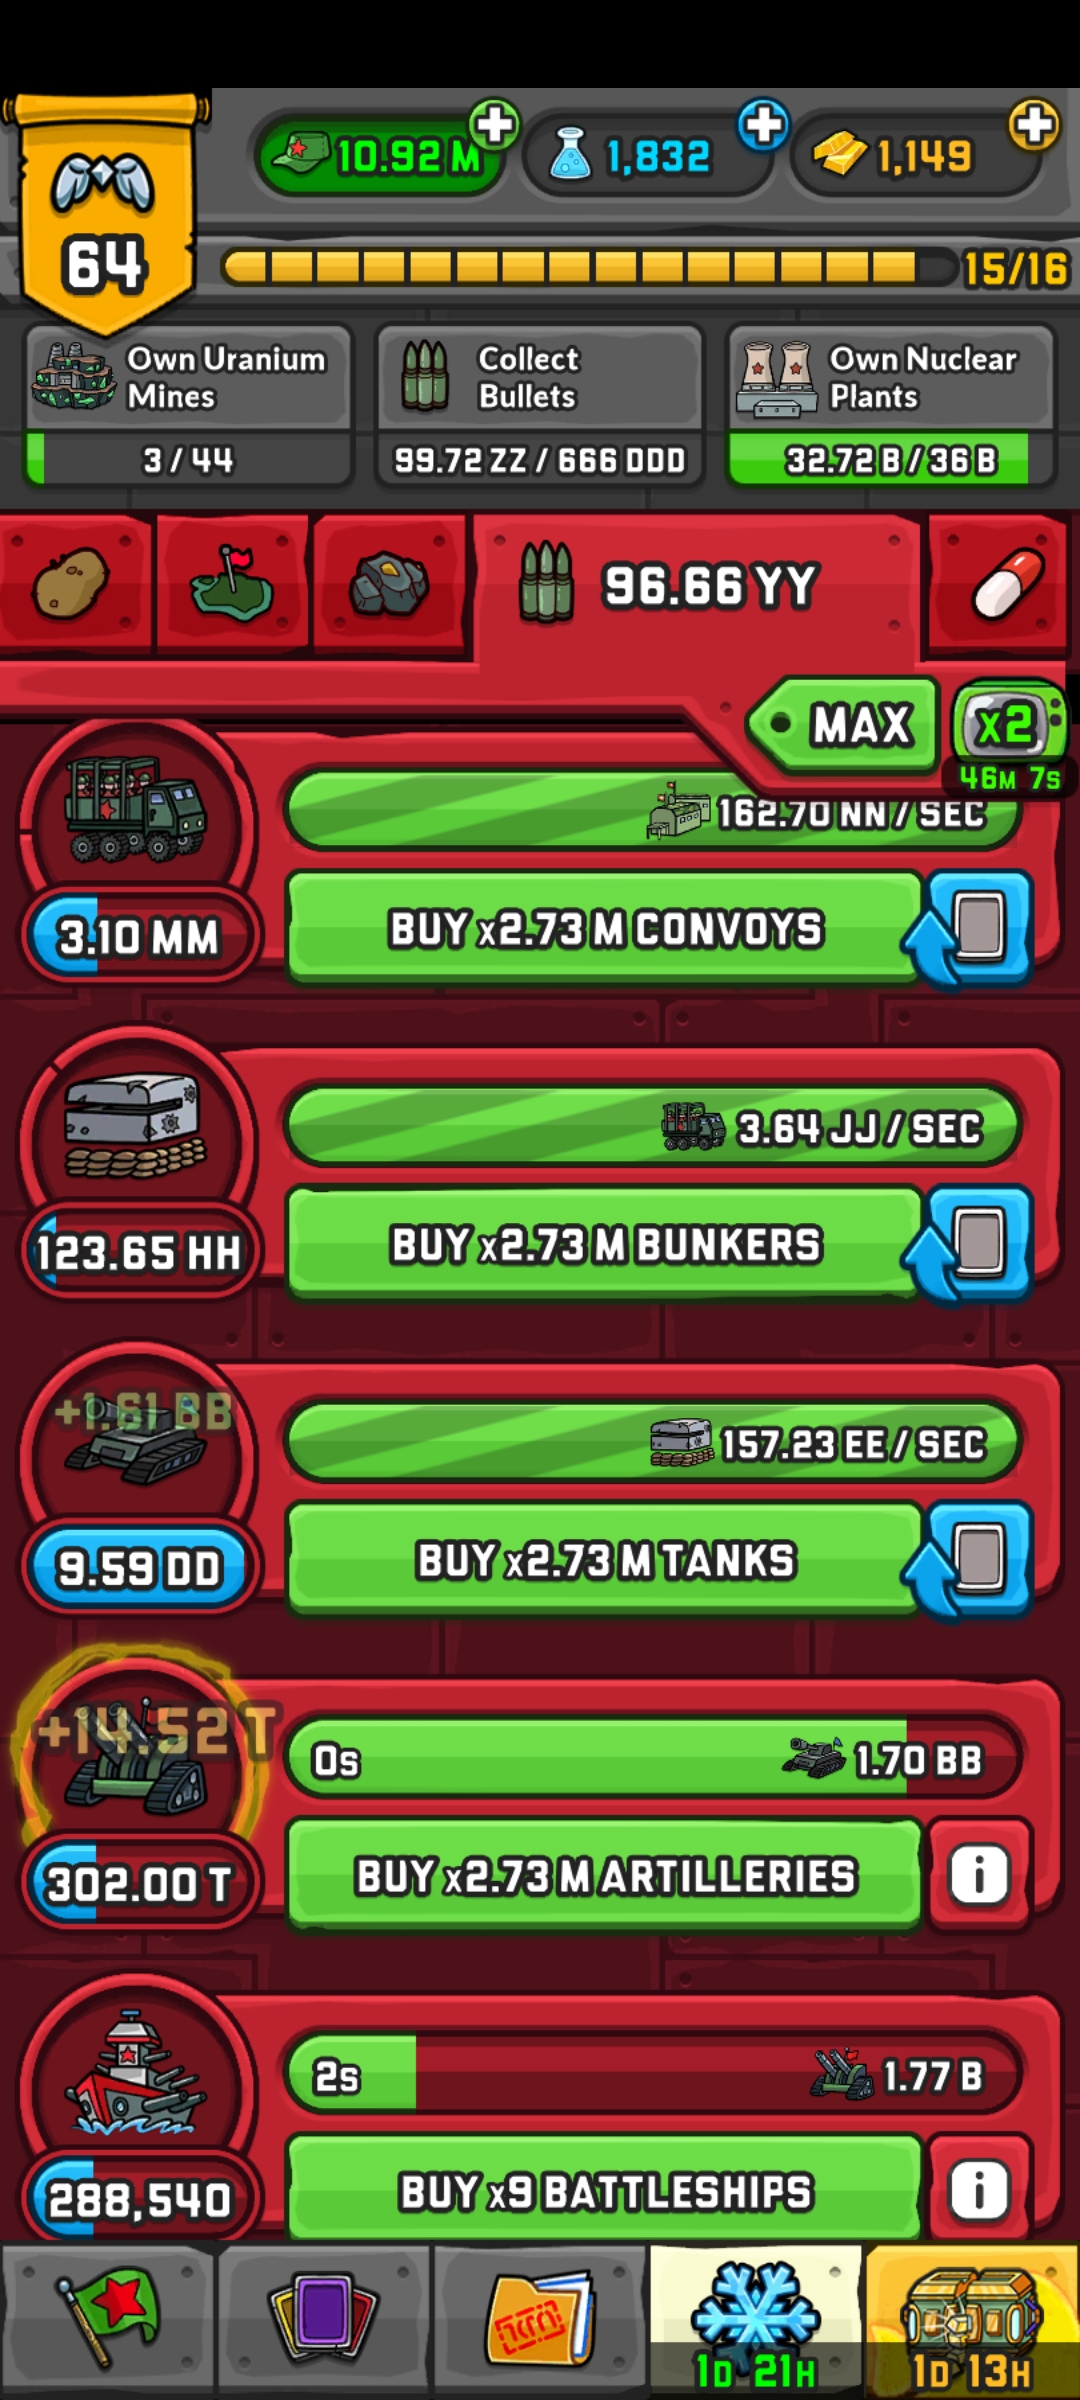 10.92 M
1,832
1,149
64
15/16
Own Uranium
Mines
3 / 44
Collect
Bullets
99.72 ZZ / 666 DDD
Own Nuclear
Plants
32.72 B / 36 B
96.66 YY
MAX
x2
46M 7S
162.70 NN / SEC
3.10 MM
BUY x2.73 M CONVOYS
3.64 JJ / SEC
123.65 HH
BUY x2.73 M BUNKERS
+1.61 BB
157.23 EE / SEC
9.59 DD
BUY x2.73 M TANKS
+14.52 T
0s
1.70 BB
302.00 T
BUY x2.73 M ARTILLERIES
i
2s
1.77 B
288,540
BUY x9 BATTLESHIPS
i
1D 21H
1D 13H